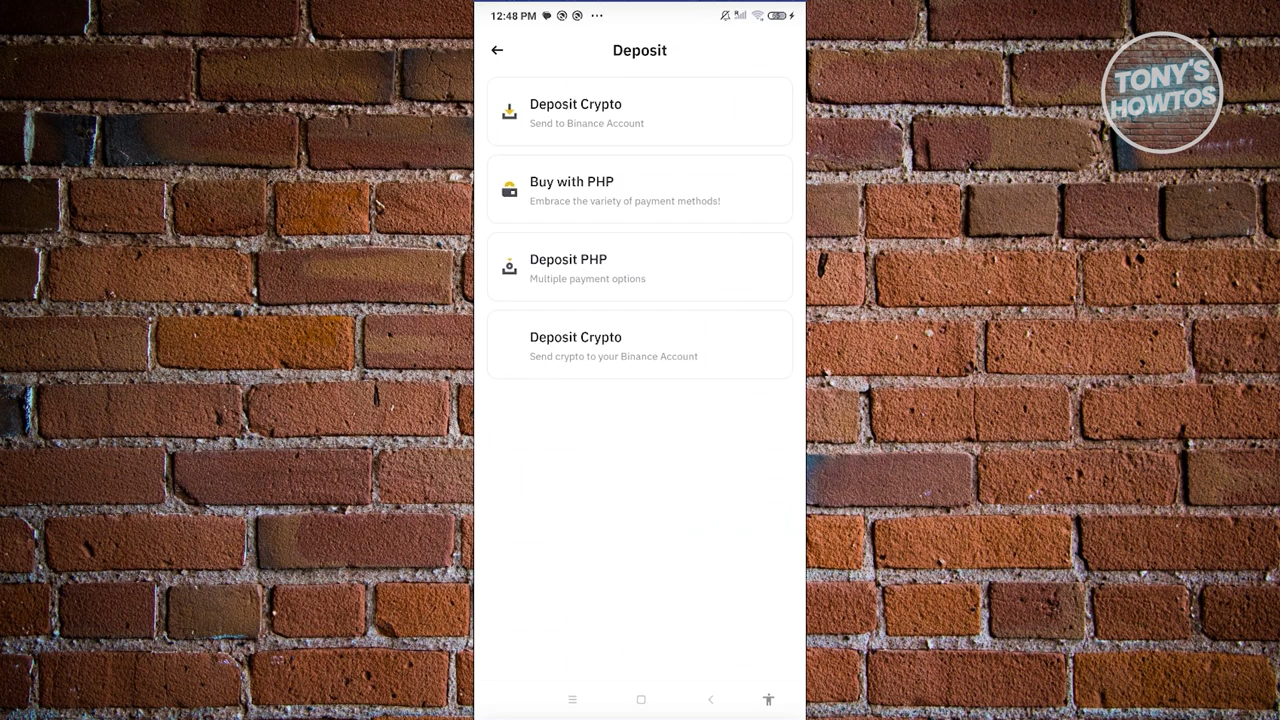 12:48 PM
Deposit
Deposit Crypto
Send to Binance Account
Buy with PHP
Embrace the variety of payment methods!
Deposit PHP
Multiple payment options
Deposit Crypto
Send crypto to your Binance Account
TONY'S
HOWTOS